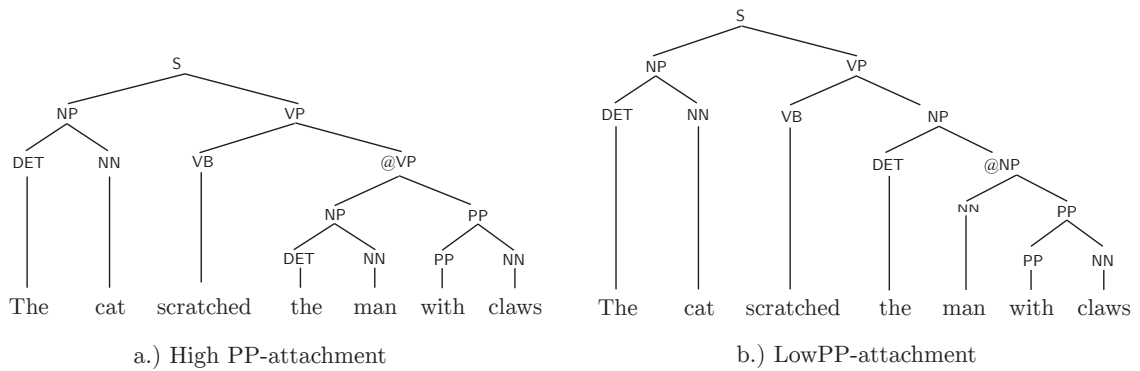 S
NP VP
DET NN VB @VP
NP PP
DET NN PP NN
The cat scratched the man with claws
a.) High PP-attachment
S
NP VP
DET NN VB NP
DET @NP
NN PP
PP NN
The cat scratched the man with claws
b.) LowPP-attachment